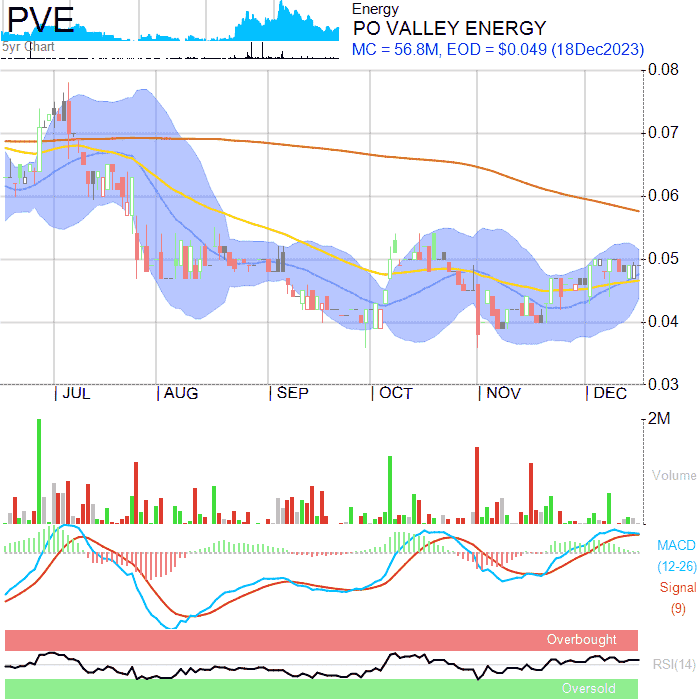 PVE
5yr Chart
Energy
PO VALLEY ENERGY
MC = 56.8M, EOD = $0.049 (18Dec2023)
0.08
0.07
0.06
0.05
0.04
0.03
JUL AUG SEP OCT NOV DEC
2M
Volume
MACD
(12-26)
Signal
(9)
Overbought
RSI(14)
Oversold